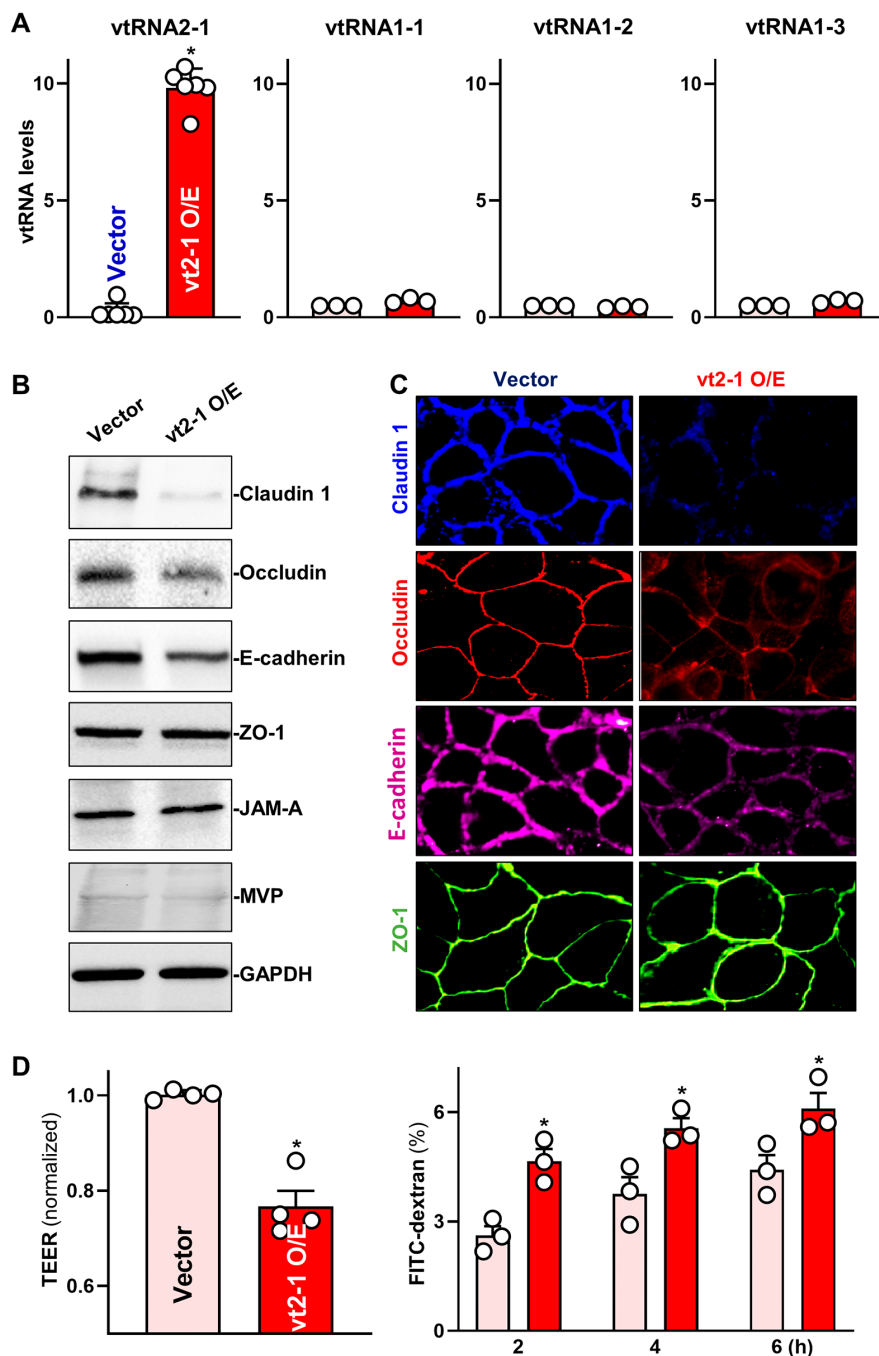 A
vtRNA2-1
vtRNA1-1
vtRNA1-2
vtRNA1-3
vtRNA levels
10
5
0
*
Vector
vt2-1 O/E
10
5
0
10
5
0
10
5
0
B
Vector
vt2-1 O/E
-Claudin 1
-Occludin
-E-cadherin
-ZO-1
-JAM-A
-MVP
-GAPDH
C
Vector
vt2-1 O/E
Claudin 1
Occludin
E-cadherin
ZO-1
D
TEER (normalized)
1.0
0.8
0.6
*
Vector
vt2-1 O/E
FITC-dextran (%)
6
3
0
*
*
*
2
4
6 (h)